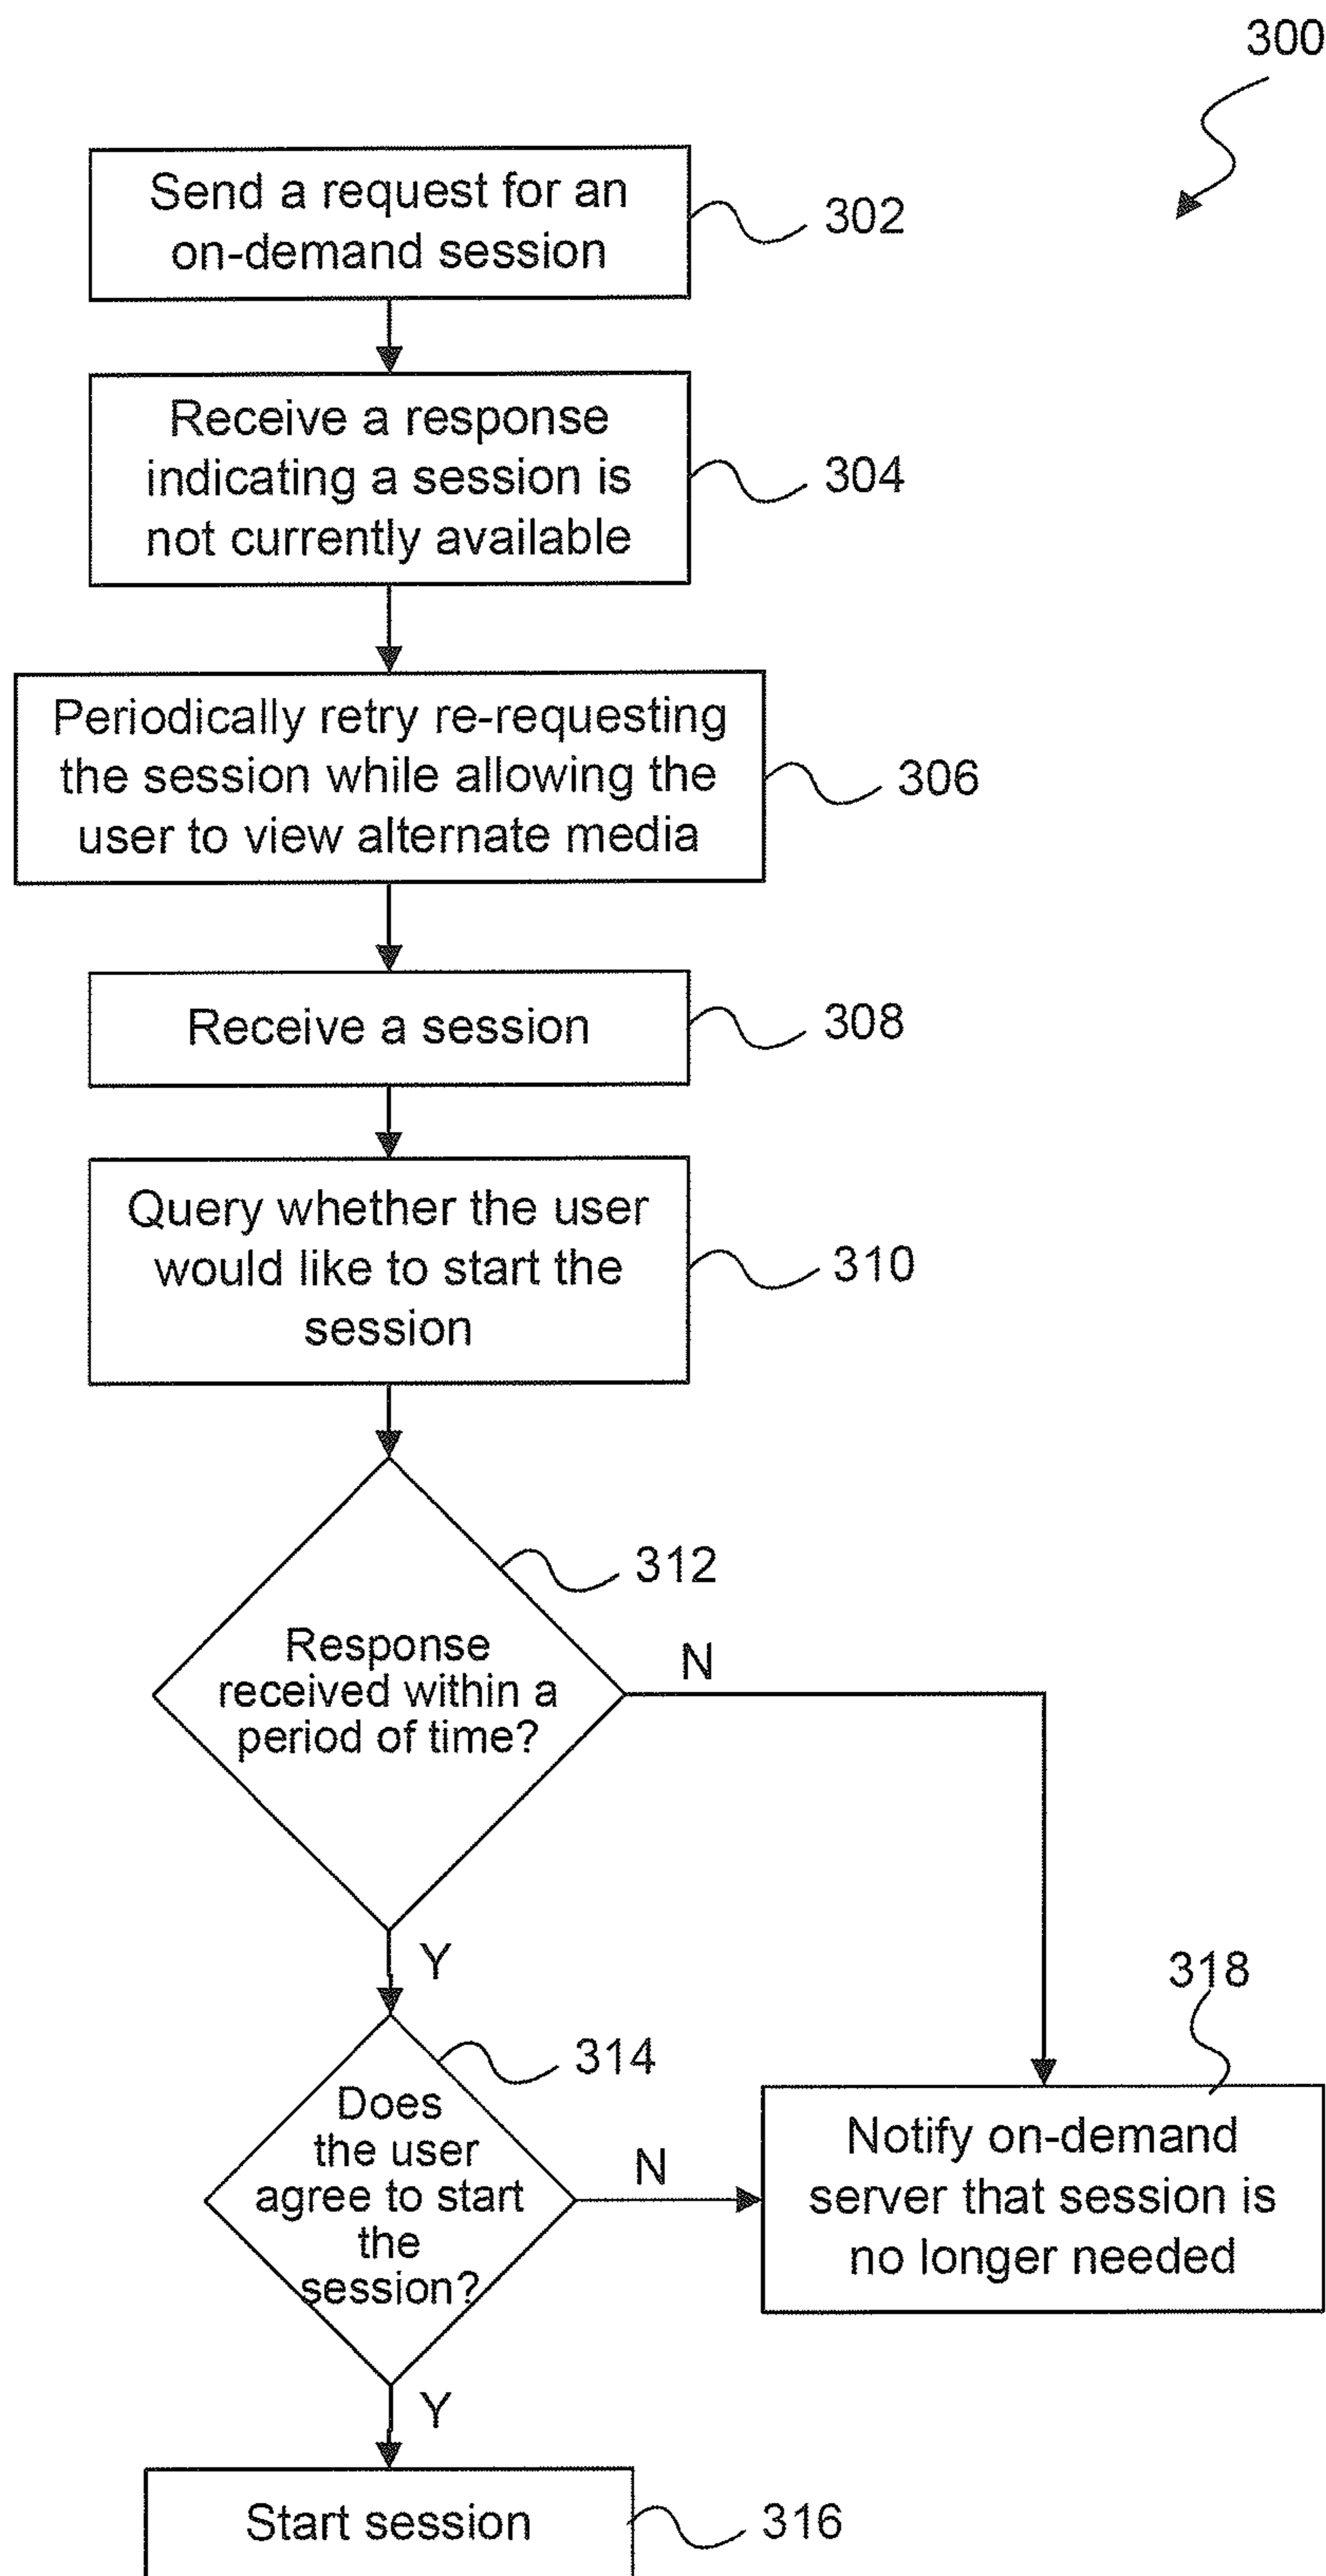 300
Send a request for an
on-demand session
302
Receive a response
indicating a session is
not currently available
304
Periodically retry re-requesting
the session while allowing the
user to view alternate media
306
Receive a session
308
Query whether the user
would like to start the
session
310
312
Response
received within a
period of time?
N
Y
318
314
Does
the user
agree to start
the
session?
N
Notify on-demand
server that session is
no longer needed
Y
Start session
316